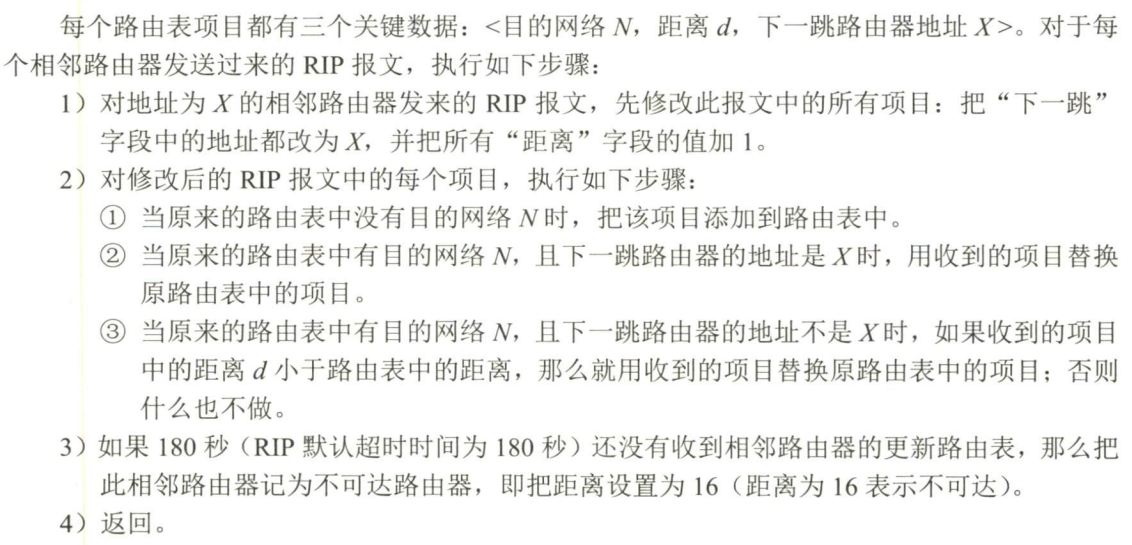 每个路由表项目都有三个关键数据：<目的网络 N，距离 d，下一跳路由器地址 X>。对于每
个相邻路由器发送过来的 RIP 报文，执行如下步骤：
1）对地址为 X 的相邻路由器发来的 RIP 报文，先修改此报文中的所有项目：把“下一跳”
字段中的地址都改为 X，并把所有“距离”字段的值加 1。
2）对修改后的 RIP 报文中的每个项目，执行如下步骤：
① 当原来的路由表中没有目的网络 N 时，把该项目添加到路由表中。
② 当原来的路由表中有目的网络 N，且下一跳路由器的地址是 X 时，用收到的项目替换
原路由表中的项目。
③ 当原来的路由表中有目的网络 N，且下一跳路由器的地址不是 X 时，如果收到的项目
中的距离 d 小于路由表中的距离，那么就用收到的项目替换原路由表中的项目；否则
什么也不做。
3）如果 180 秒（RIP 默认超时时间为 180 秒）还没有收到相邻路由器的更新路由表，那么把
此相邻路由器记为不可达路由器，即把距离设置为 16（距离为 16 表示不可达）。
4）返回。